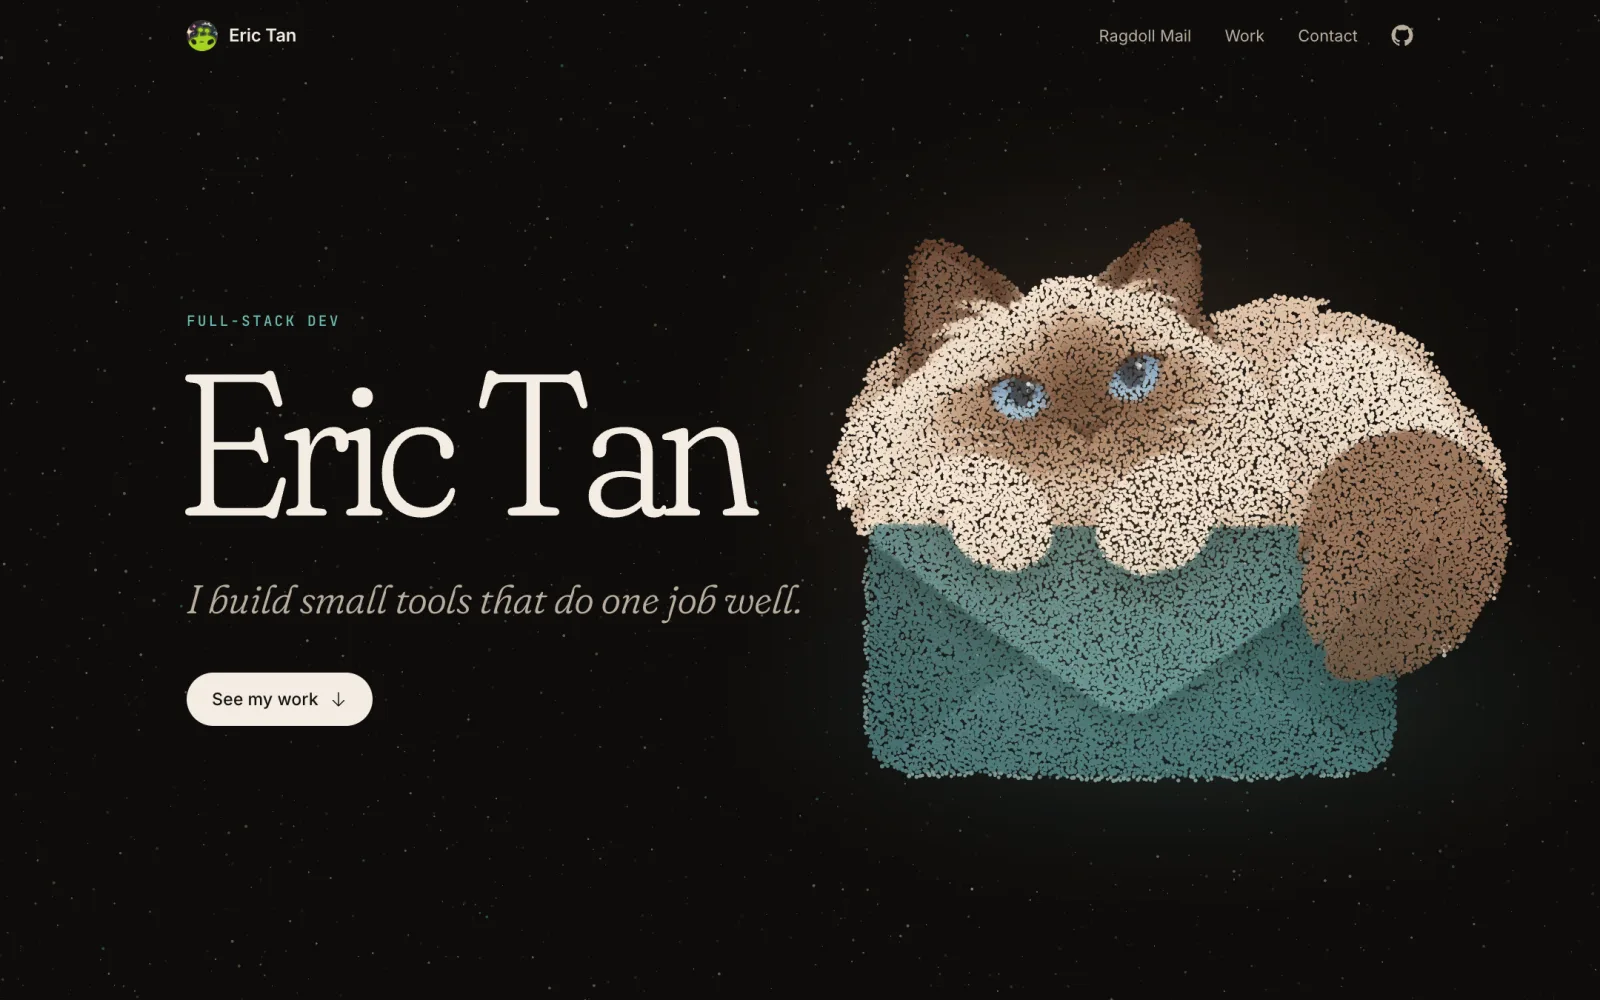 Eric Tan
Ragdoll Mail
Work
Contact
FULL-STACK DEV
Eric Tan
I build small tools that do one job well.
See my work ↓